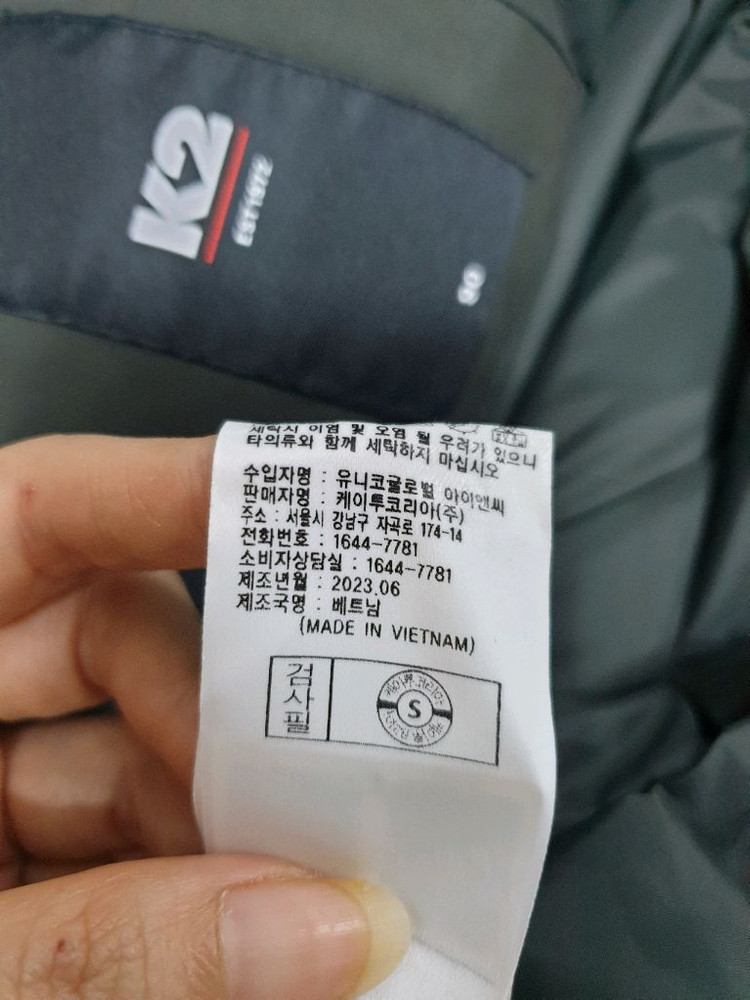 K2
EST 1972
90
세탁시 이염 및 오염 될 우려가 있으니
타의류와 함께 세탁하지 마십시오
수입자명 : 유니코글로벌 아이앤씨
판매자명 : 케이투코리아(주)
주소 : 서울시 강남구 자곡로 174-14
전화번호 : 1644-7781
소비자상담실 : 1644-7781
제조년월 : 2023.06
제조국명 : 베트남
(MADE IN VIETNAM)
검사필
S